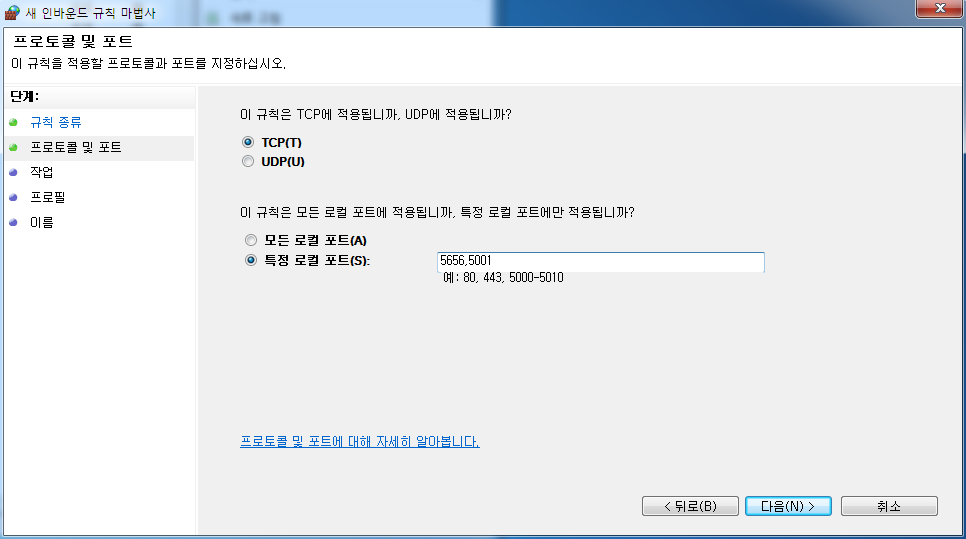 새 인바운드 규칙 마법사
프로토콜 및 포트
이 규칙을 적용할 프로토콜과 포트를 지정하십시오.
단계:
규칙 종류
프로토콜 및 포트
작업
프로필
이름
이 규칙은 TCP에 적용됩니까, UDP에 적용됩니까?
TCP(T)
UDP(U)
이 규칙은 모든 로컬 포트에 적용됩니까, 특정 로컬 포트에만 적용됩니까?
모든 로컬 포트(A)
특정 로컬 포트(S):
5656,5001
예: 80, 443, 5000-5010
프로토콜 및 포트에 대해 자세히 알아봅니다.
< 뒤로(B)
다음(N) >
취소